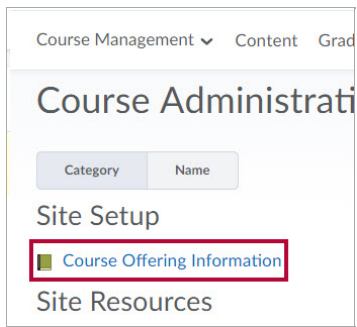 Course Management Content Grad
Course Administrati
Category Name
Site Setup
Course Offering Information
Site Resources